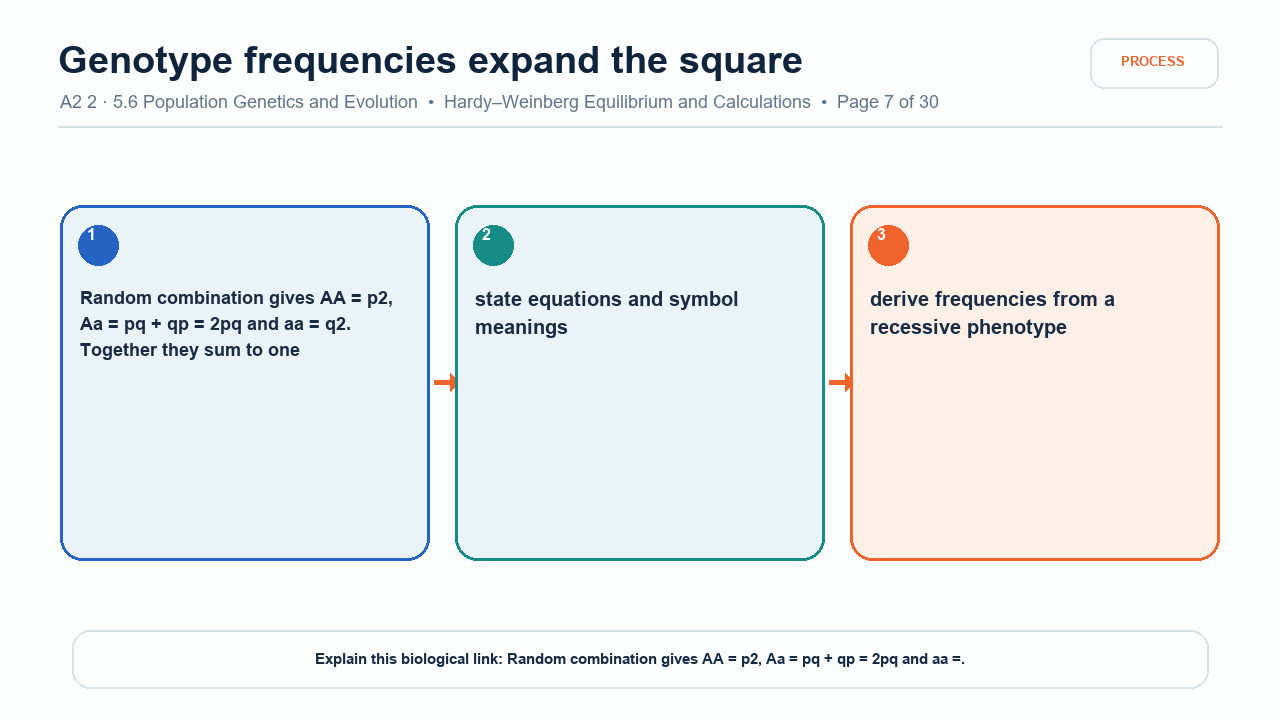 Genotype frequencies expand the square
PROCESS
A2 2 · 5.6 Population Genetics and Evolution • Hardy–Weinberg Equilibrium and Calculations • Page 7 of 30
1
Random combination gives AA = p2,
Aa = pq + qp = 2pq and aa = q2.
Together they sum to one
2
state equations and symbol
meanings
3
derive frequencies from a
recessive phenotype
Explain this biological link: Random combination gives AA = p2, Aa = pq + qp = 2pq and aa =.